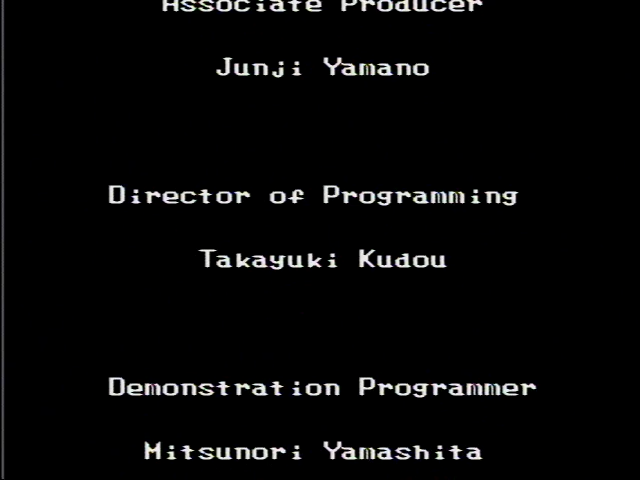 Associate Producer
Junji Yamano
Director of Programming
Takayuki Kudou
Demonstration Programmer
Mitsunori Yamashita